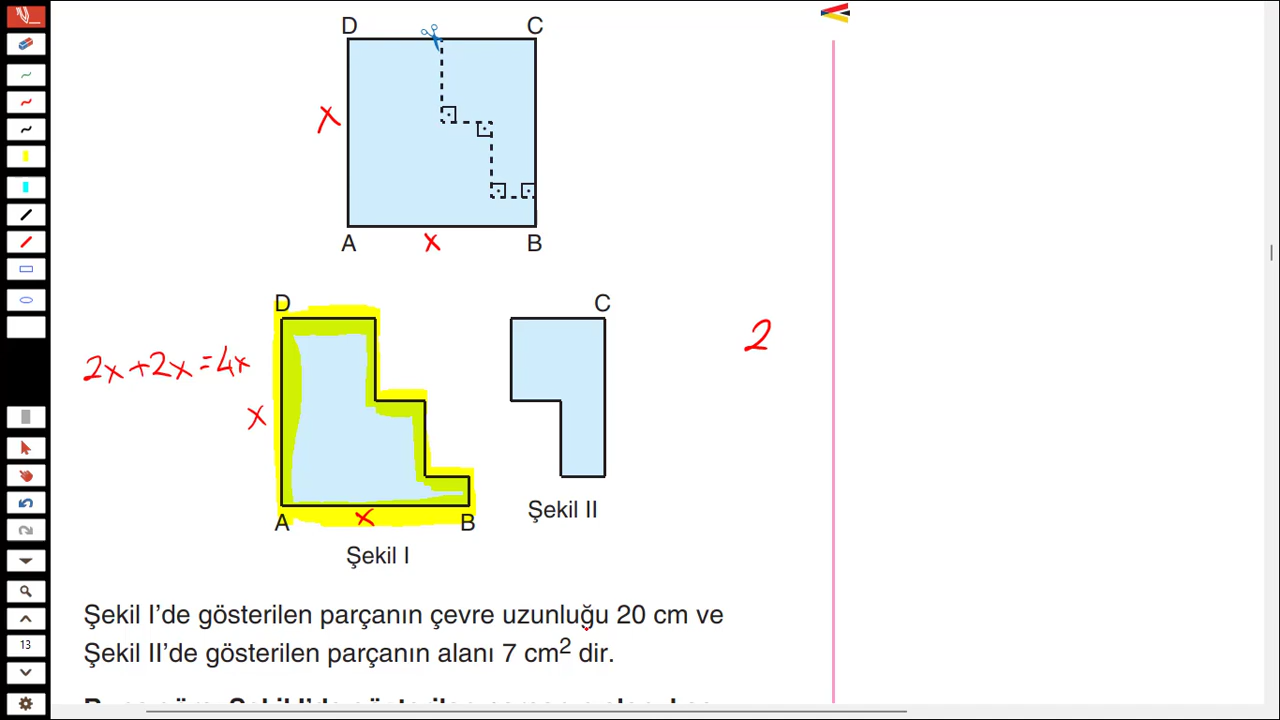 D C
x
A x B
D C
2x+2x=4x
2
x
A x B
Şekil II
Şekil I
Şekil I'de gösterilen parçanın çevre uzunluğu 20 cm ve
Şekil II'de gösterilen parçanın alanı 7 cm² dir.
13